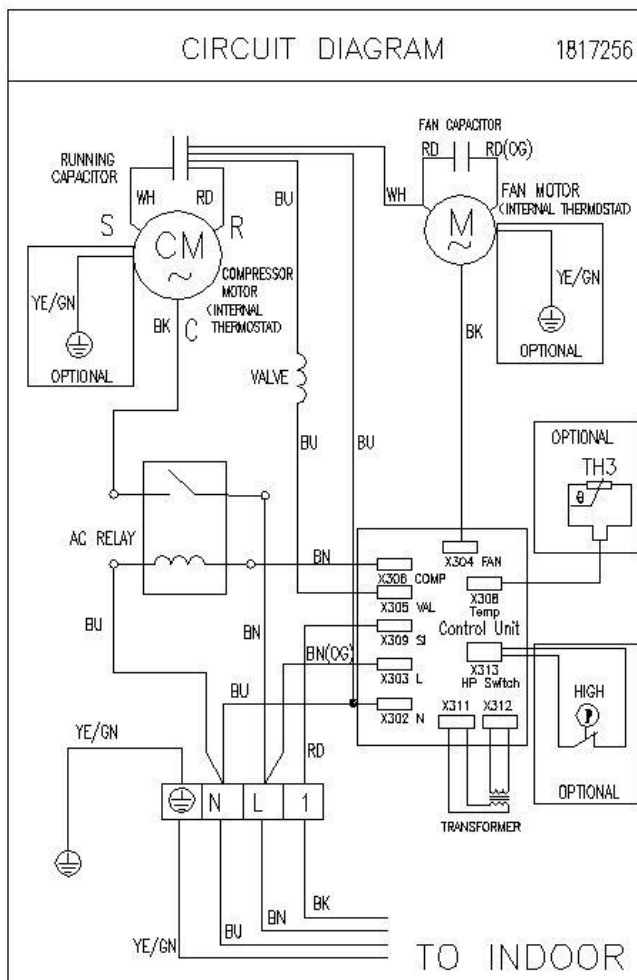 CIRCUIT DIAGRAM 1817256
FAN CAPACITOR
RUNNING
CAPACITOR
RD RD(OG)
WH RD BU WH
FAN MOTOR
(INTERNAL THERMOSTAT)
S R
CM
~
M
~
COMPRESSOR
MOTOR
(INTERNAL
THERMOSTAT)
YE/GN
BK C
OPTIONAL
YE/GN
BK
OPTIONAL
VALVE
BU BU
OPTIONAL
TH3
θ
AC RELAY
BN
X304 FAN
X306 COMP
X308
Temp
X305 VAL
Control Unit
X309 SI
BU
BN
BN(OG)
X303 L
X313
HP Switch
HIGH
P
BU
X302 N
X311 X312
YE/GN
RD
OPTIONAL
N L 1
TRANSFORMER
BK
BN
BU
YE/GN
TO INDOOR